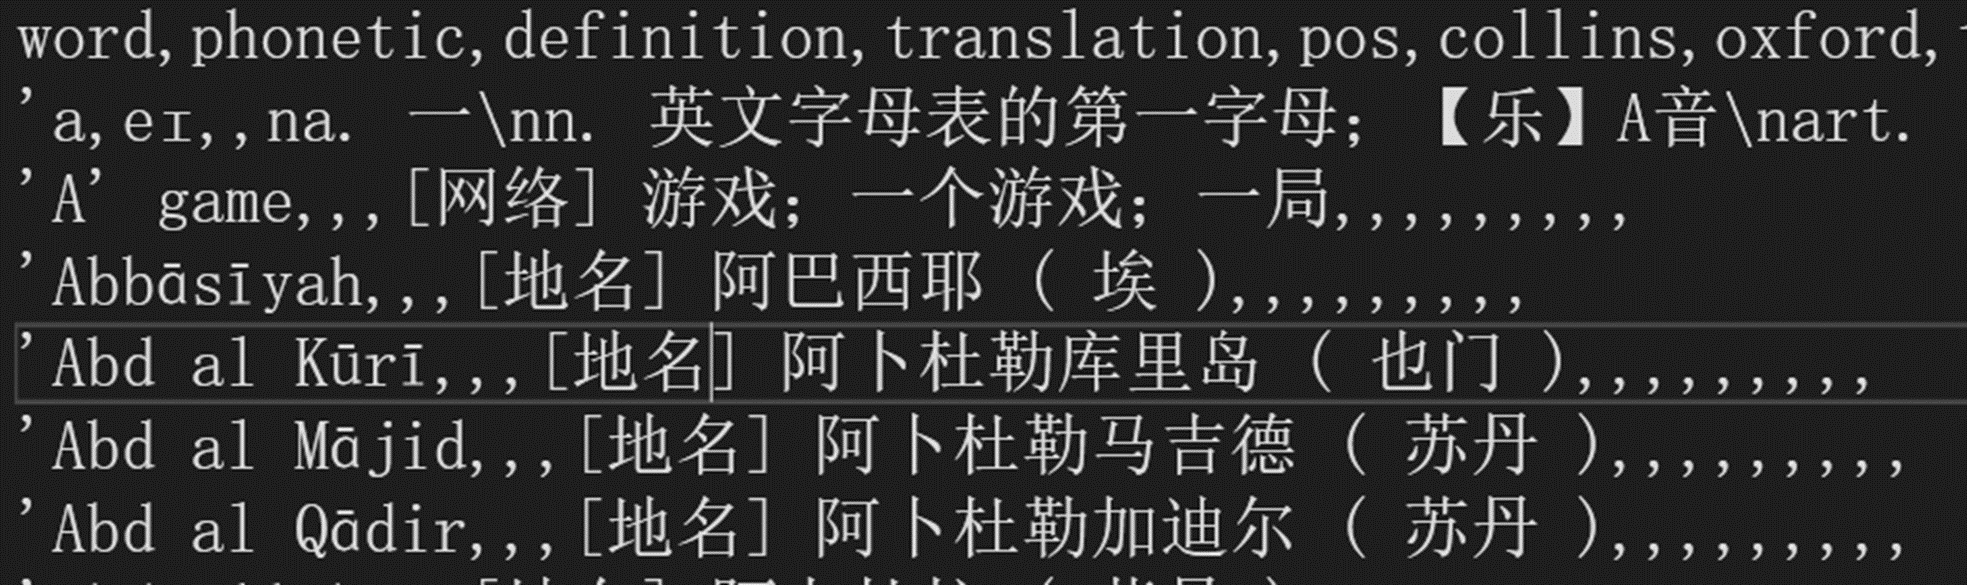 word,phonetic,definition,translation,pos,collins,oxford,
'a,eɪ,,na. 一\nn. 英文字母表的第一字母；【乐】A音\nart.
'A' game,,,[网络] 游戏；一个游戏；一局,,,,,,,,,
'Abbāsīyah,,,[地名] 阿巴西耶 ( 埃 ),,,,,,,,,
'Abd al Kūrī,,,[地名] 阿卜杜勒库里岛 ( 也门 ),,,,,,,,,
'Abd al Mājid,,,[地名] 阿卜杜勒马吉德 ( 苏丹 ),,,,,,,,,
'Abd al Qādir,,,[地名] 阿卜杜勒加迪尔 ( 苏丹 ),,,,,,,,,